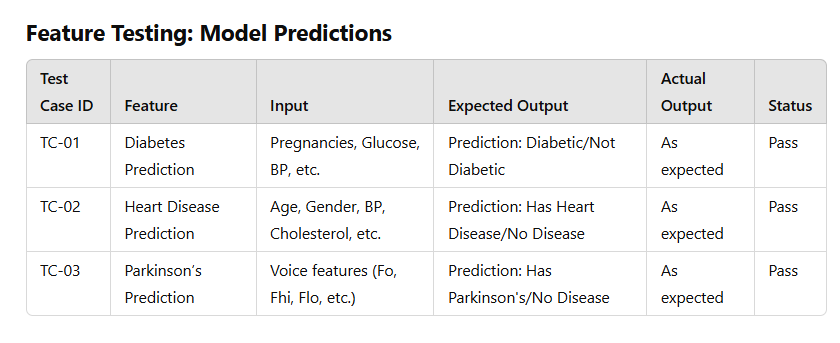 Feature Testing: Model Predictions
Test Case ID	Feature	Input	Expected Output	Actual Output	Status
TC-01	Diabetes Prediction	Pregnancies, Glucose, BP, etc.	Prediction: Diabetic/Not Diabetic	As expected	Pass
TC-02	Heart Disease Prediction	Age, Gender, BP, Cholesterol, etc.	Prediction: Has Heart Disease/No Disease	As expected	Pass
TC-03	Parkinson’s Prediction	Voice features (Fo, Fhi, Flo, etc.)	Prediction: Has Parkinson's/No Disease	As expected	Pass